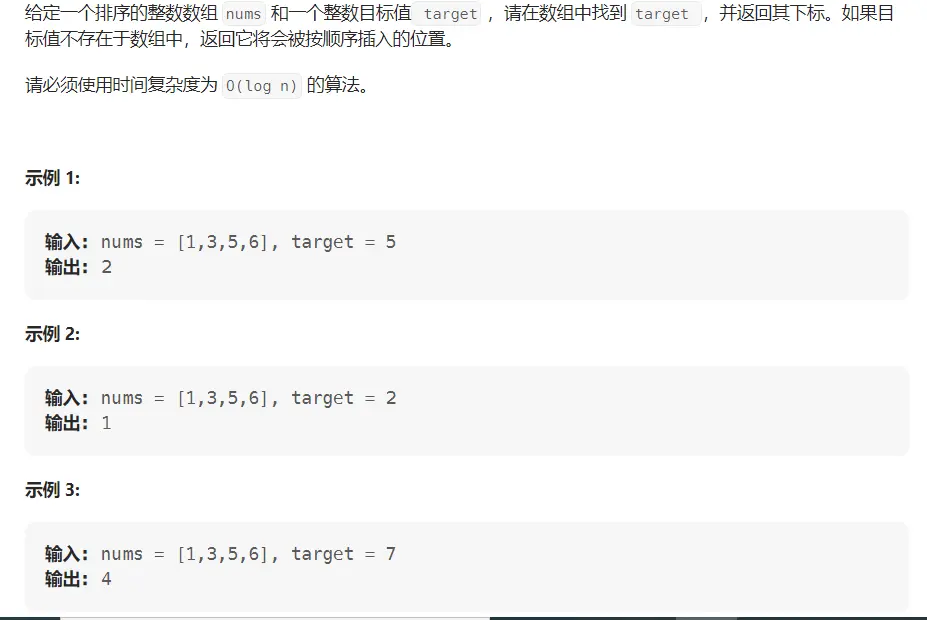 给定一个排序的整数数组 nums 和一个整数目标值 target ，请在数组中找到 target ，并返回其下标。如果目
标值不存在于数组中，返回它将会被按顺序插入的位置。
请必须使用时间复杂度为 O(log n) 的算法。
示例 1:
输入: nums = [1,3,5,6], target = 5
输出: 2
示例 2:
输入: nums = [1,3,5,6], target = 2
输出: 1
示例 3:
输入: nums = [1,3,5,6], target = 7
输出: 4